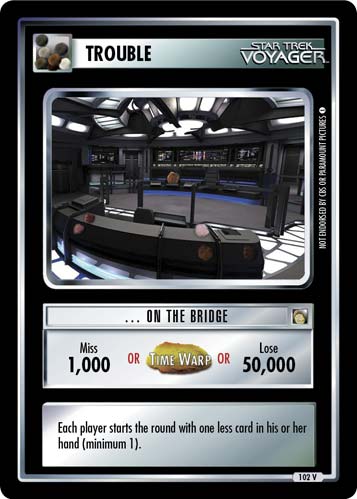 TROUBLE
STAR TREK
VOYAGER
NOT ENDORSED BY CBS OR PARAMOUNT PICTURES
... ON THE BRIDGE
Miss
1,000
OR
TIME WARP
OR
Lose
50,000
Each player starts the round with one less card in his or her
hand (minimum 1).
102 V